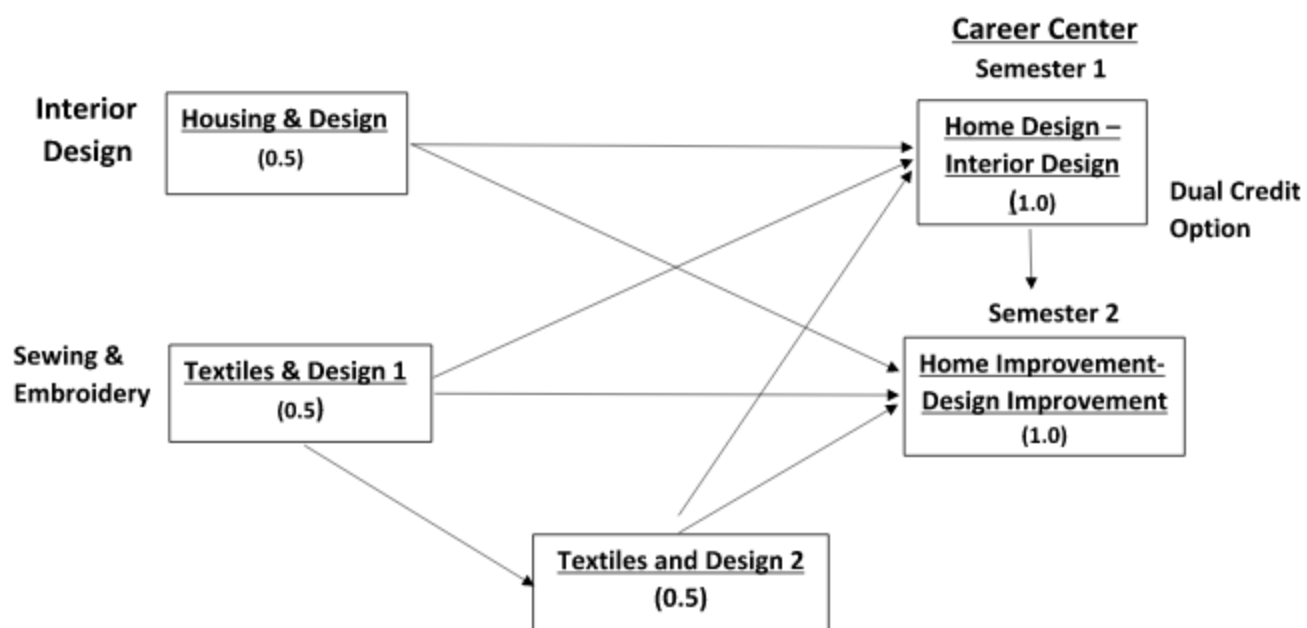 Career Center
Semester 1
Interior
Design
Housing & Design
(0.5)
Home Design –
Interior Design
(1.0)
Dual Credit
Option
Semester 2
Sewing &
Embroidery
Textiles & Design 1
(0.5)
Home Improvement-
Design Improvement
(1.0)
Textiles and Design 2
(0.5)